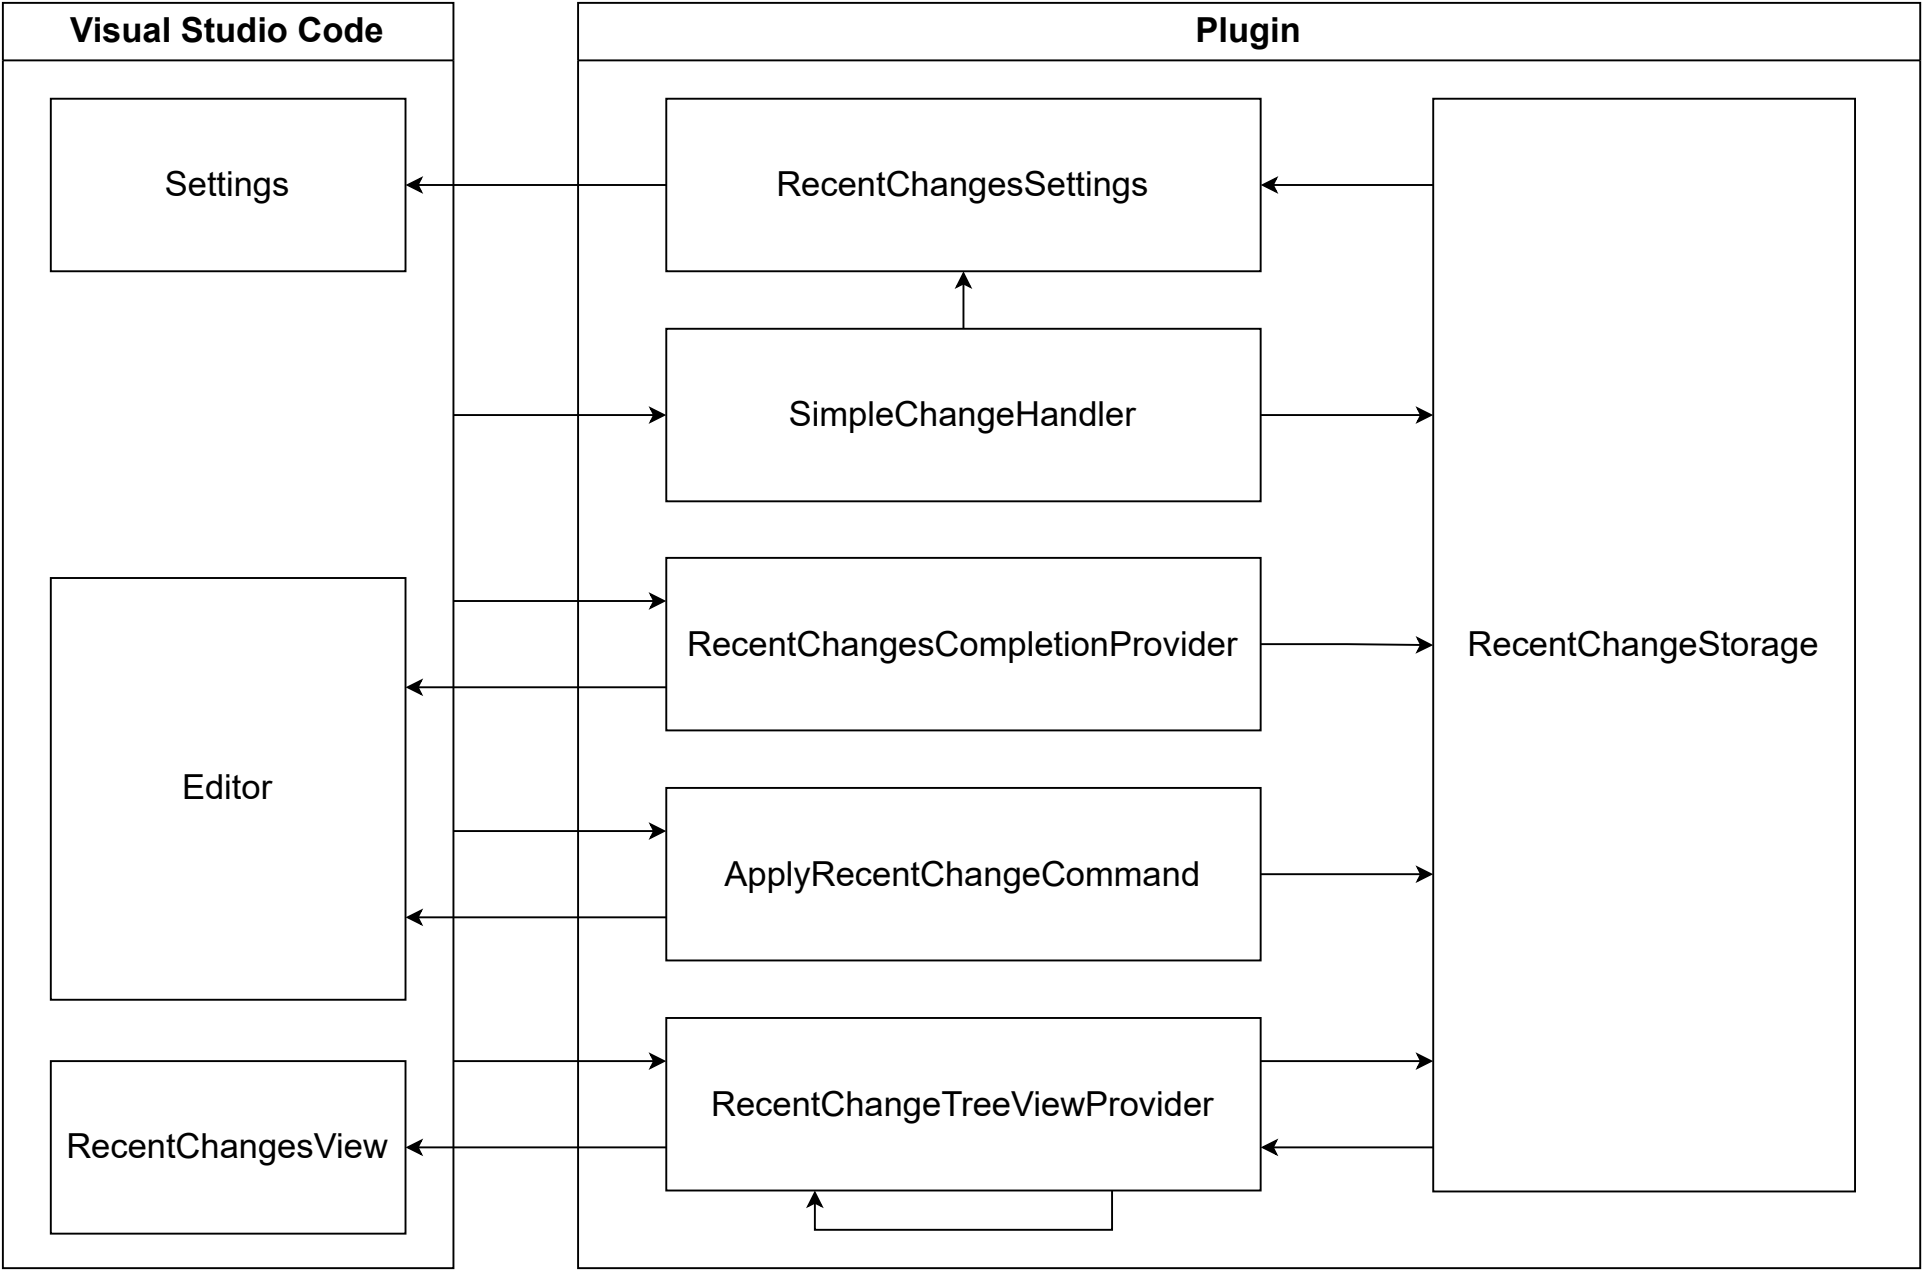 Visual Studio Code
Plugin
Settings
RecentChangesSettings
SimpleChangeHandler
RecentChangesCompletionProvider
RecentChangeStorage
Editor
ApplyRecentChangeCommand
RecentChangeTreeViewProvider
RecentChangesView